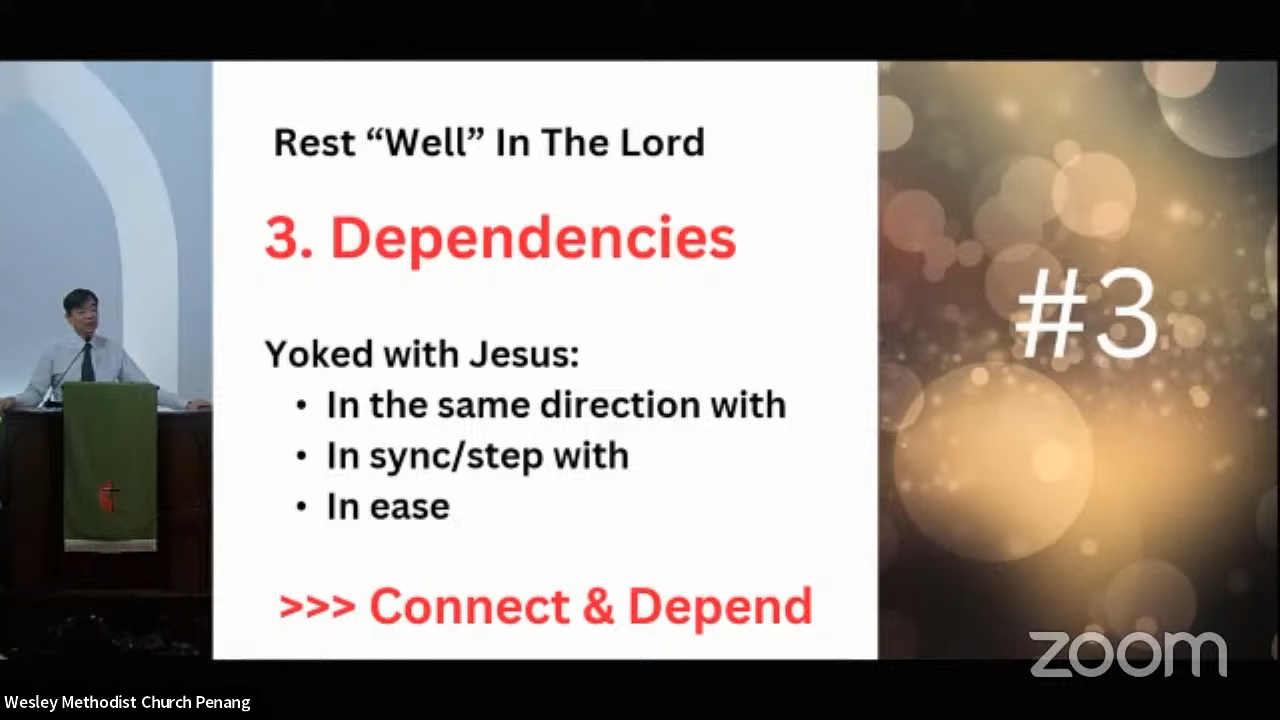 Rest “Well” In The Lord
3. Dependencies
Yoked with Jesus:
• In the same direction with
• In sync/step with
• In ease
>>> Connect & Depend
#3
zoom
Wesley Methodist Church Penang